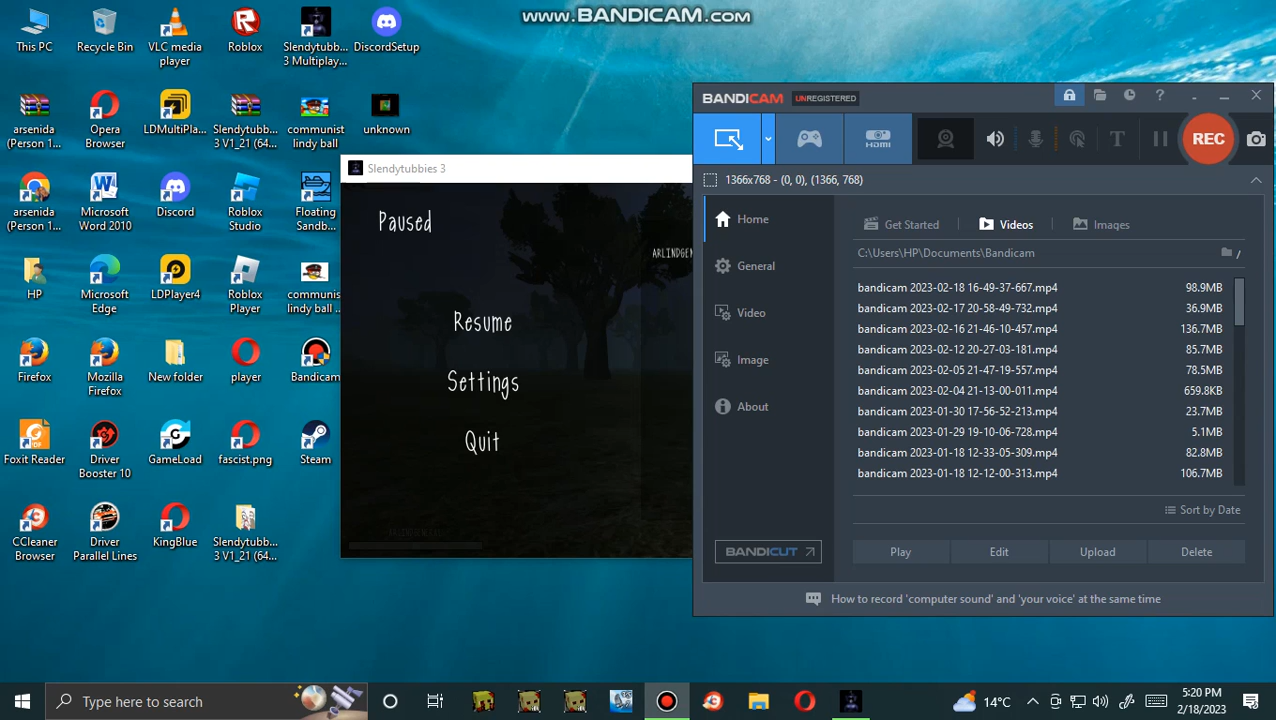 www.BANDICAM.com
This PC
Recycle Bin
VLC media
player
Roblox
Slendytubb...
3 Multiplay...
DiscordSetup
arsenida
(Person 1...
Opera
Browser
LDMultiPla...
Slendytubb...
3 V1_21 (64...
communist
lindy ball
unknown
arsenida
(Person 1...
Microsoft
Word 2010
Discord
Roblox
Studio
Floating
Sandb...
HP
Microsoft
Edge
LDPlayer4
Roblox
Player
communis
lindy ball ..
Firefox
Mozilla
Firefox
New folder
player
Bandicam
Foxit Reader
Driver
Booster 10
GameLoad
fascist.png
Steam
CCleaner
Browser
Driver
Parallel Lines
KingBlue
Slendytubb...
3 V1_21 (64...
Slendytubbies 3
Paused
ARLINDGEN
Resume
Settings
Quit
BANDICAM UNREGISTERED
HDMI
REC
1366x768 - (0, 0), (1366, 768)
Home
General
Video
Image
About
Get Started
Videos
Images
C:\Users\HP\Documents\Bandicam
/
bandicam 2023-02-18 16-49-37-667.mp4 98.9MB
bandicam 2023-02-17 20-58-49-732.mp4 36.9MB
bandicam 2023-02-16 21-46-10-457.mp4 136.7MB
bandicam 2023-02-12 20-27-03-181.mp4 85.7MB
bandicam 2023-02-05 21-47-19-557.mp4 78.5MB
bandicam 2023-02-04 21-13-00-011.mp4 659.8KB
bandicam 2023-01-30 17-56-52-213.mp4 23.7MB
bandicam 2023-01-29 19-10-06-728.mp4 5.1MB
bandicam 2023-01-18 12-33-05-309.mp4 82.8MB
bandicam 2023-01-18 12-12-00-313.mp4 106.7MB
Sort by Date
BANDICUT
Play
Edit
Upload
Delete
How to record 'computer sound' and 'your voice' at the same time
Type here to search
14°C
5:20 PM
2/18/2023